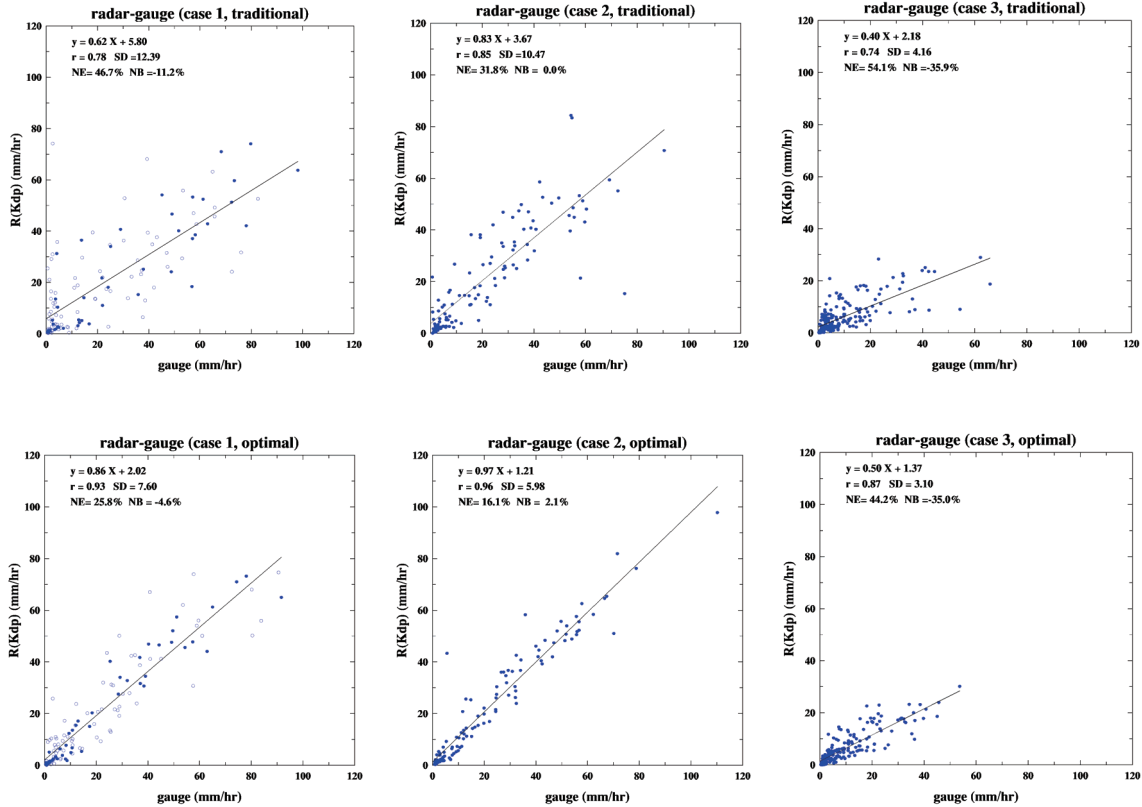 radar-gauge (case 1, traditional)
y = 0.62 X + 5.80
r = 0.78 SD =12.39
NE= 46.7% NB =-11.2%
120
100
80
60
40
20
0
R(Kdp) (mm/hr)
0 20 40 60 80 100 120
gauge (mm/hr)
radar-gauge (case 2, traditional)
y = 0.83 X + 3.67
r = 0.85 SD =10.47
NE= 31.8% NB = 0.0%
120
100
80
60
40
20
0
R(Kdp) (mm/hr)
0 20 40 60 80 100 120
gauge (mm/hr)
radar-gauge (case 3, traditional)
y = 0.40 X + 2.18
r = 0.74 SD = 4.16
NE= 54.1% NB =-35.9%
120
100
80
60
40
20
0
R(Kdp) (mm/hr)
0 20 40 60 80 100 120
gauge (mm/hr)
radar-gauge (case 1, optimal)
y = 0.86 X + 2.02
r = 0.93 SD = 7.60
NE= 25.8% NB = -4.6%
120
100
80
60
40
20
0
R(Kdp) (mm/hr)
0 20 40 60 80 100 120
gauge (mm/hr)
radar-gauge (case 2, optimal)
y = 0.97 X + 1.21
r = 0.96 SD = 5.98
NE= 16.1% NB = 2.1%
120
100
80
60
40
20
0
R(Kdp) (mm/hr)
0 20 40 60 80 100 120
gauge (mm/hr)
radar-gauge (case 3, optimal)
y = 0.50 X + 1.37
r = 0.87 SD = 3.10
NE= 44.2% NB =-35.0%
120
100
80
60
40
20
0
R(Kdp) (mm/hr)
0 20 40 60 80 100 120
gauge (mm/hr)